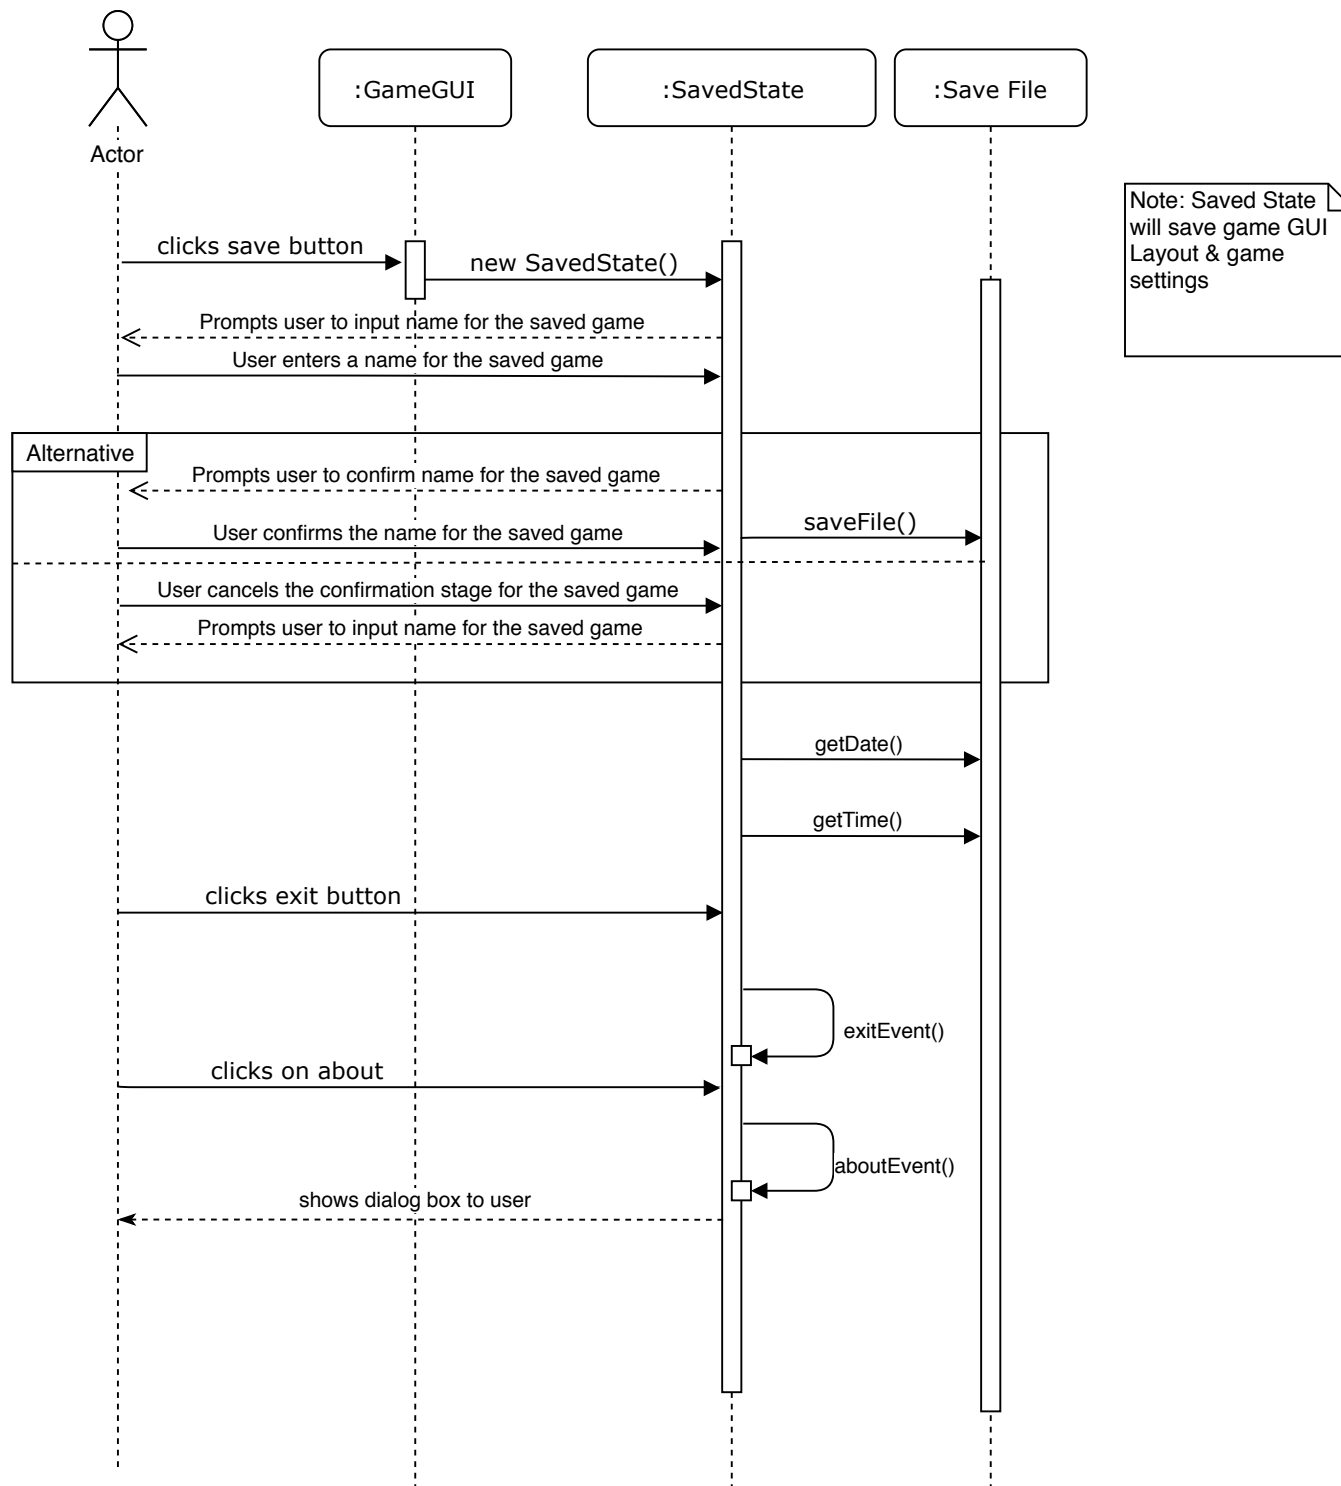 :GameGUI
:SavedState
:Save File
Actor
Note: Saved State
will save game GUI
Layout & game
settings
clicks save button
new SavedState()
Prompts user to input name for the saved game
User enters a name for the saved game
Alternative
Prompts user to confirm name for the saved game
saveFile()
User confirms the name for the saved game
User cancels the confirmation stage for the saved game
Prompts user to input name for the saved game
getDate()
getTime()
clicks exit button
exitEvent()
clicks on about
aboutEvent()
shows dialog box to user